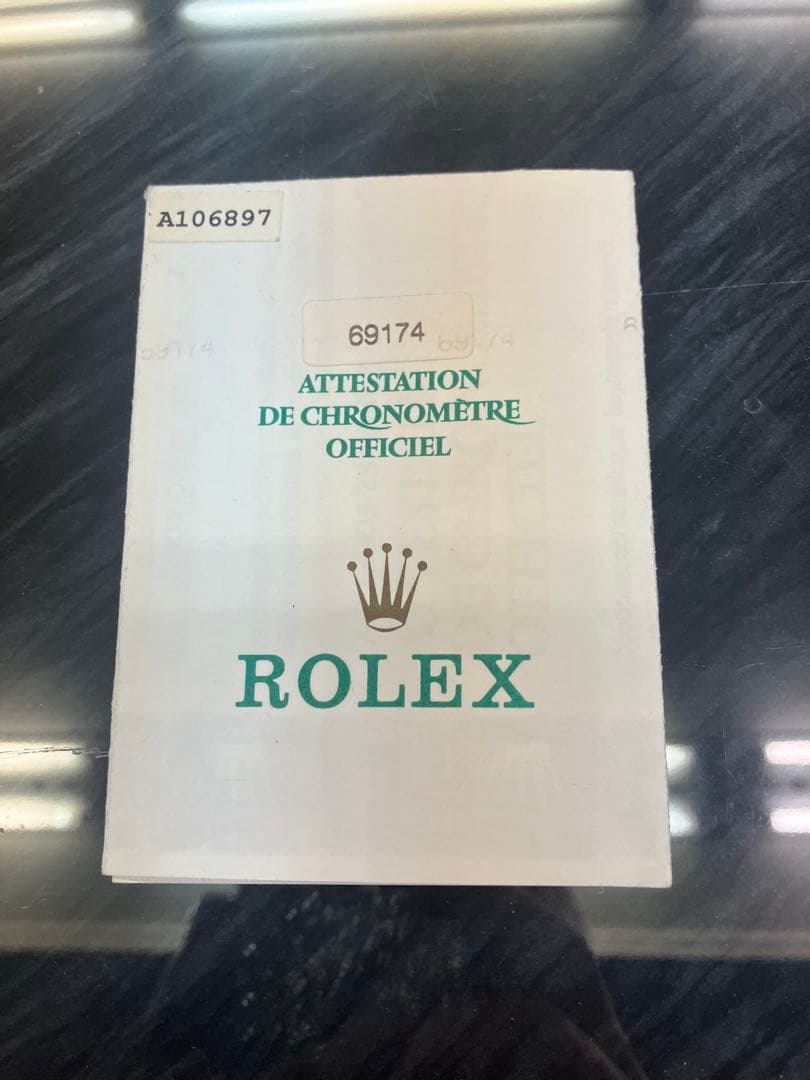 A106897
69174
ATTESTATION
DE CHRONOMÈTRE
OFFICIEL
ROLEX